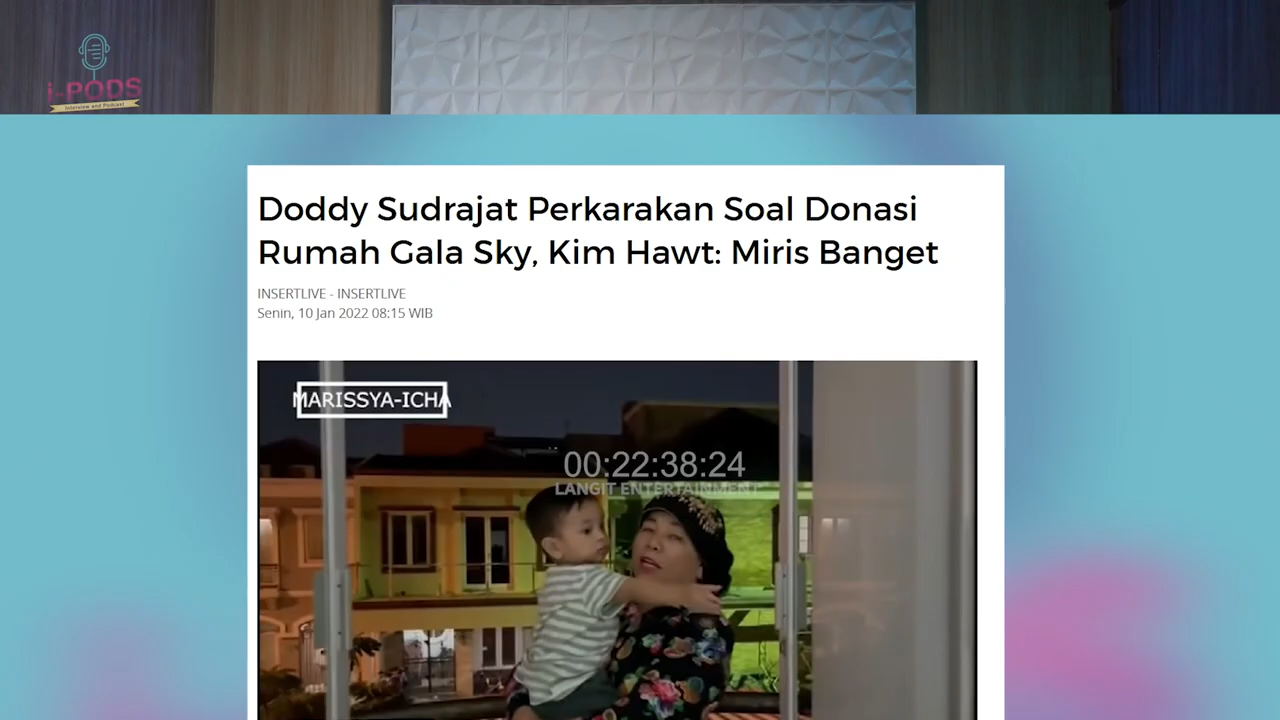 i-PODS
Interview and Podcast
Doddy Sudrajat Perkarakan Soal Donasi
Rumah Gala Sky, Kim Hawt: Miris Banget
INSERTLIVE - INSERTLIVE
Senin, 10 Jan 2022 08:15 WIB
MARISSYA-ICHA
00:22:38:24
LANGIT ENTERTAINMENT